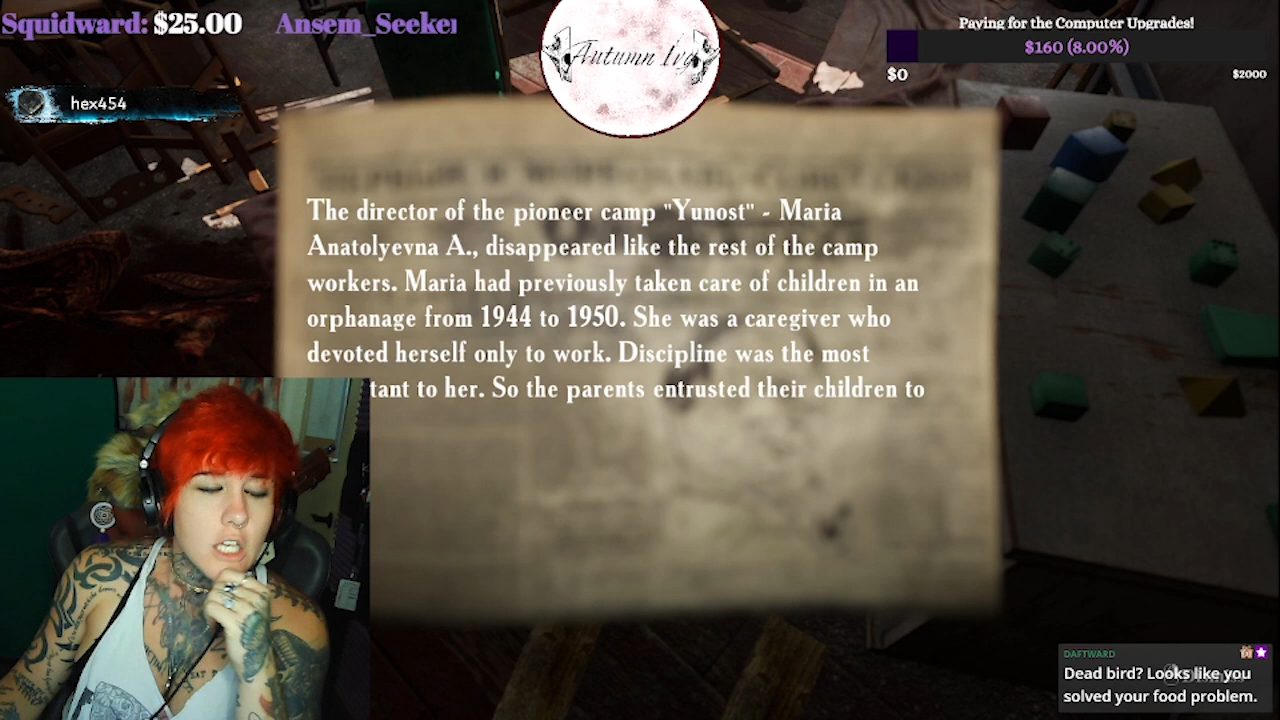 Squidward: $25.00 Ansem_Seeker
Autumn Ivy
Paying for the Computer Upgrades!
$160 (8.00%)
$0 $2000
hex454
The director of the pioneer camp "Yunost" - Maria
Anatolyevna A., disappeared like the rest of the camp
workers. Maria had previously taken care of children in an
orphanage from 1944 to 1950. She was a caregiver who
devoted herself only to work. Discipline was the most
tant to her. So the parents entrusted their children to
DAFTWARD
Dead bird? Looks like you
solved your food problem.